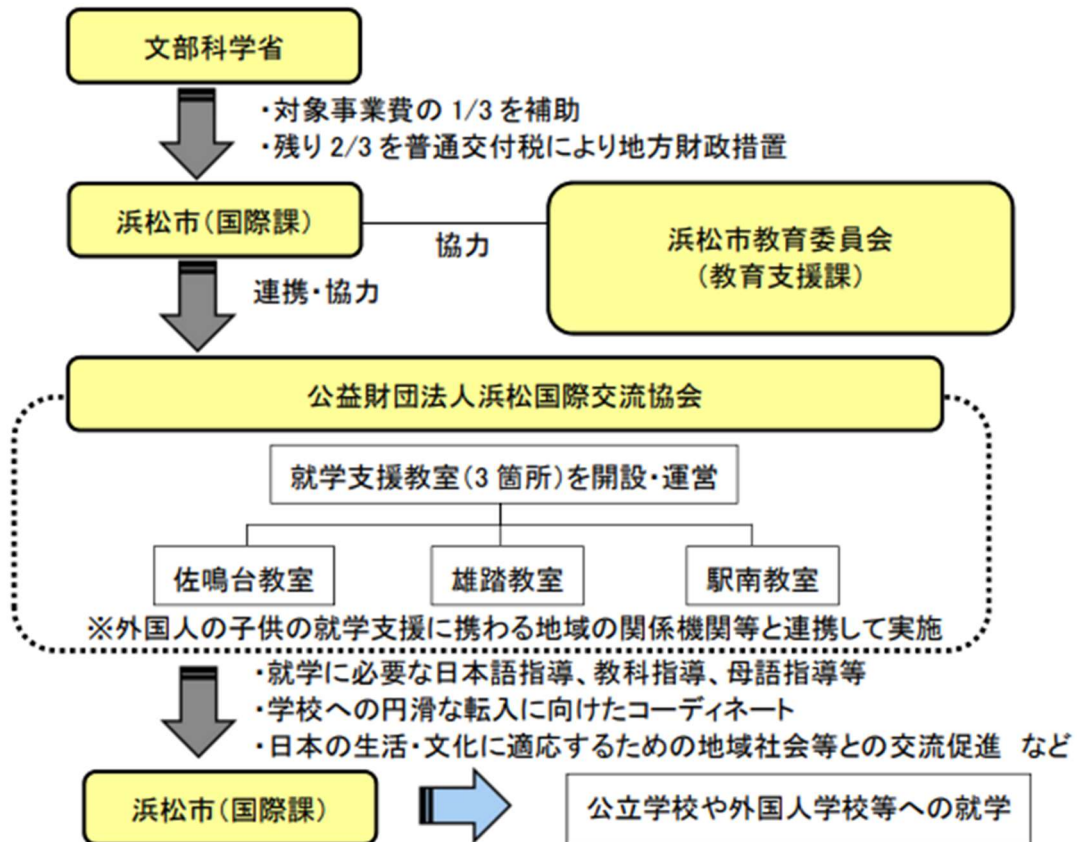 文部科学省
・対象事業費の 1/3 を補助
・残り 2/3 を普通交付税により地方財政措置
浜松市（国際課）
協力
浜松市教育委員会
（教育支援課）
連携・協力
公益財団法人浜松国際交流協会
就学支援教室（3 箇所）を開設・運営
佐鳴台教室
雄踏教室
駅南教室
※外国人の子供の就学支援に携わる地域の関係機関等と連携して実施
・就学に必要な日本語指導、教科指導、母語指導等
・学校への円滑な転入に向けたコーディネート
・日本の生活・文化に適応するための地域社会等との交流促進　など
浜松市（国際課）
公立学校や外国人学校等への就学